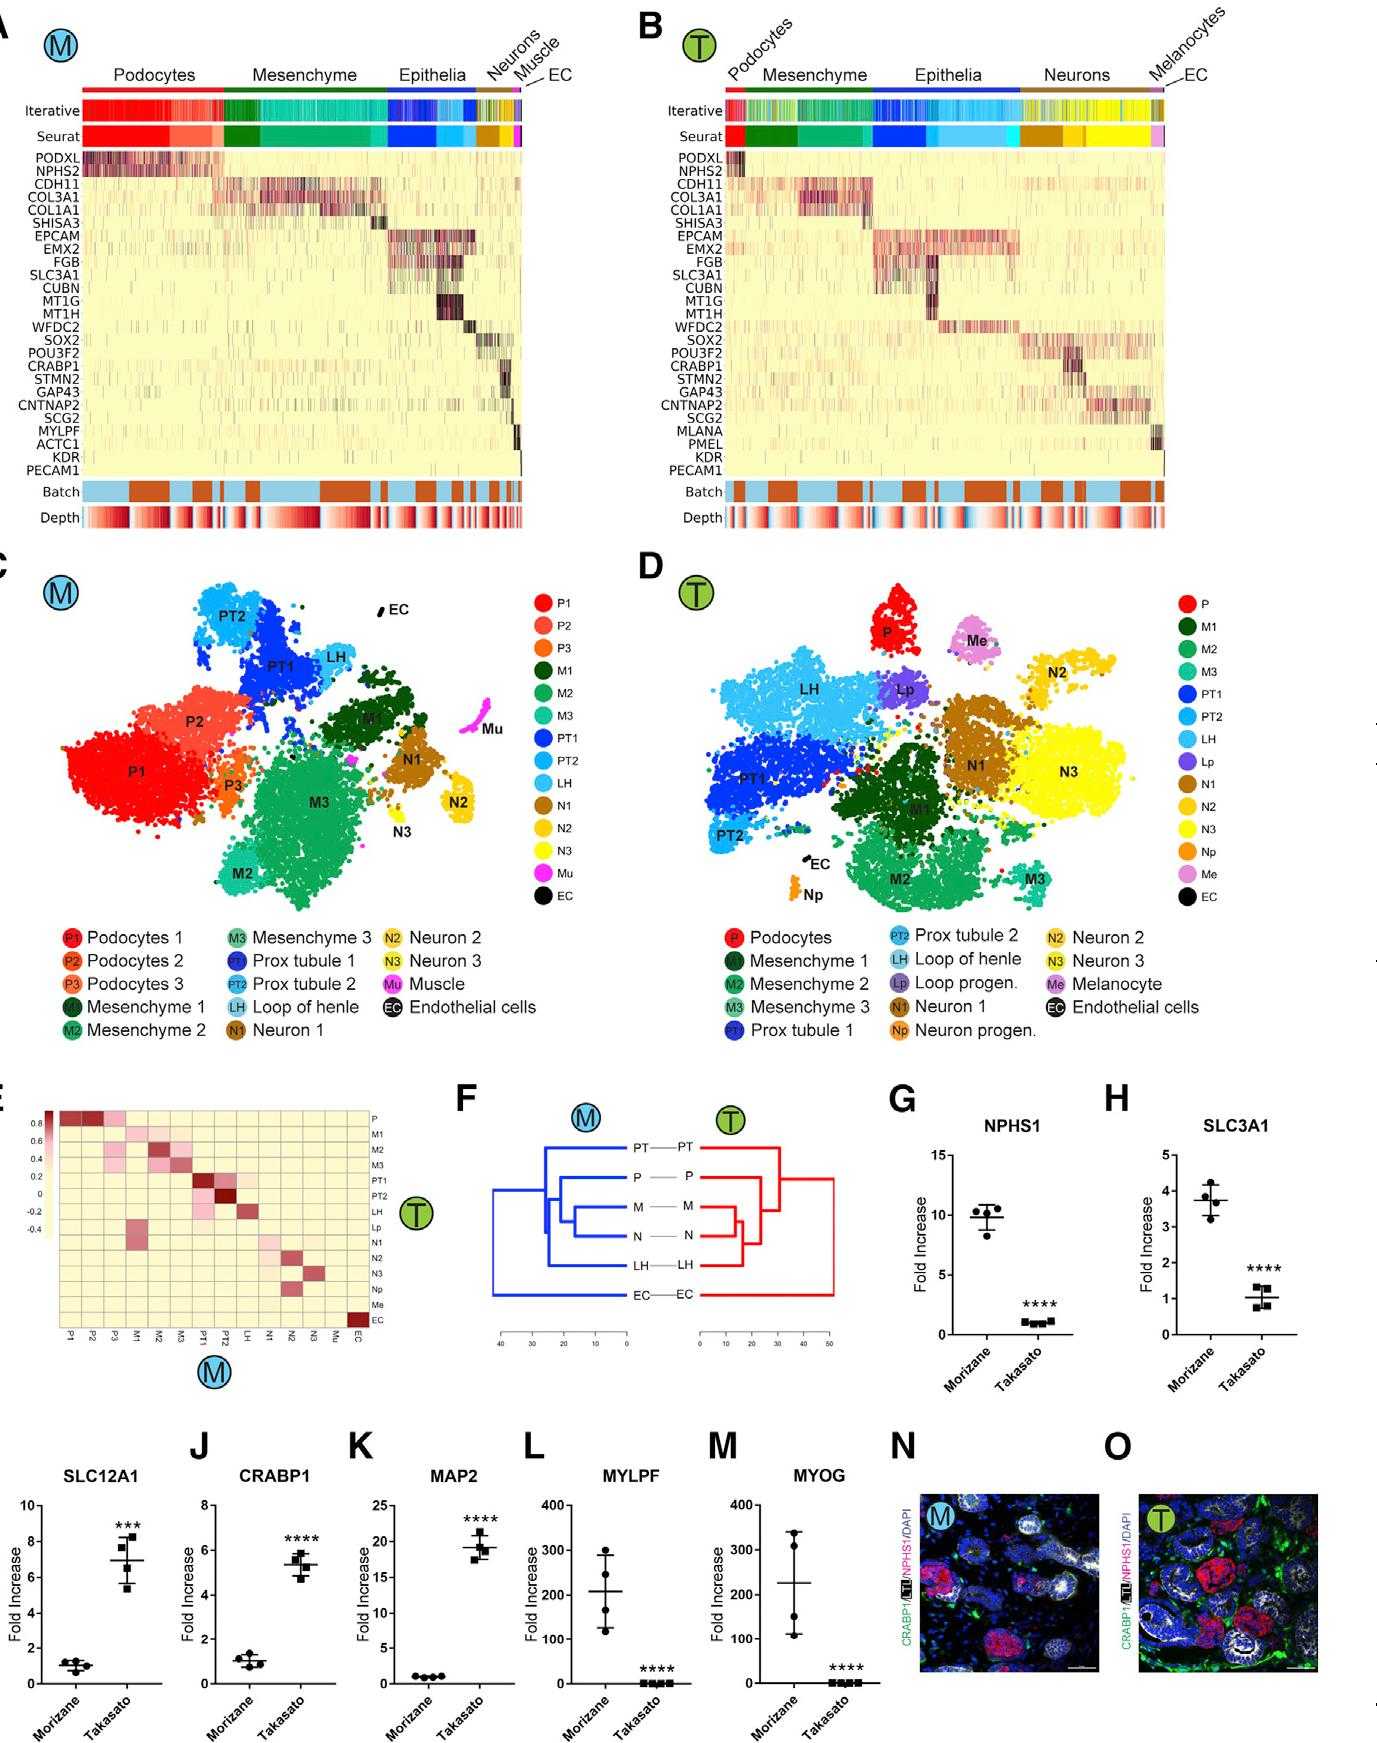 A
M
Podocytes
Mesenchyme
Epithelia
Neurons
Muscle
EC
Iterative
Seurat
PODXL
NPHS2
CDH11
COL3A1
COL1A1
SHISA3
EPCAM
EMX2
FGB
SLC3A1
CUBN
MT1G
MT1H
WFDC2
SOX2
POU3F2
CRABP1
STMN2
GAP43
CNTNAP2
SCG2
MYLPF
ACTC1
KDR
PECAM1
Batch
Depth
B
T
Podocytes
Mesenchyme
Epithelia
Neurons
Melanocytes
EC
Iterative
Seurat
PODXL
NPHS2
CDH11
COL3A1
COL1A1
SHISA3
EPCAM
EMX2
FGB
SLC3A1
CUBN
MT1G
MT1H
WFDC2
SOX2
POU3F2
CRABP1
STMN2
GAP43
CNTNAP2
SCG2
MLANA
PMEL
KDR
PECAM1
Batch
Depth
C
M
PT2
EC
PT1
LH
P2
M1
Mu
P1
P3
N1
M3
N2
N3
M2
P1
P2
P3
M1
M2
M3
PT1
PT2
LH
N1
N2
N3
Mu
EC
P1 Podocytes 1
P2 Podocytes 2
P3 Podocytes 3
M1 Mesenchyme 1
M2 Mesenchyme 2
M3 Mesenchyme 3
PT1 Prox tubule 1
PT2 Prox tubule 2
LH Loop of henle
N1 Neuron 1
N2 Neuron 2
N3 Neuron 3
Mu Muscle
EC Endothelial cells
D
T
P
Me
N2
LH
Lp
N1
N3
PT1
M1
PT2
EC
M2
M3
Np
P
M1
M2
M3
PT1
PT2
LH
Lp
N1
N2
N3
Np
Me
EC
P Podocytes
M1 Mesenchyme 1
M2 Mesenchyme 2
M3 Mesenchyme 3
PT1 Prox tubule 1
PT2 Prox tubule 2
LH Loop of henle
Lp Loop progen.
N1 Neuron 1
Np Neuron progen.
N2 Neuron 2
N3 Neuron 3
Me Melanocyte
EC Endothelial cells
E
0.8
0.6
0.4
0.2
0
-0.2
-0.4
P
M1
M2
M3
PT1
PT2
LH
Lp
N1
N2
N3
Np
Me
EC
P1 P2 P3 M1 M2 M3 PT1 PT2 LH N1 N2 N3 Mu EC
M
T
F
M
T
PT PT
P P
M M
N N
LH LH
EC EC
40 30 20 10 0
0 10 20 30 40 50
G
NPHS1
Fold Increase
15
10
5
0
****
Morizane
Takasato
H
SLC3A1
Fold Increase
5
4
3
2
1
0
****
Morizane
Takasato
SLC12A1
Fold Increase
10
8
6
4
2
0
***
Morizane
Takasato
J
CRABP1
Fold Increase
8
6
4
2
0
****
Morizane
Takasato
K
MAP2
Fold Increase
25
20
15
10
5
0
****
Morizane
Takasato
L
MYLPF
Fold Increase
400
300
200
100
0
****
Morizane
Takasato
M
MYOG
Fold Increase
400
300
200
100
0
****
Morizane
Takasato
N
M
CRABP1/LTL/NPHS1/DAPI
O
T
CRABP1/LTL/NPHS1/DAPI